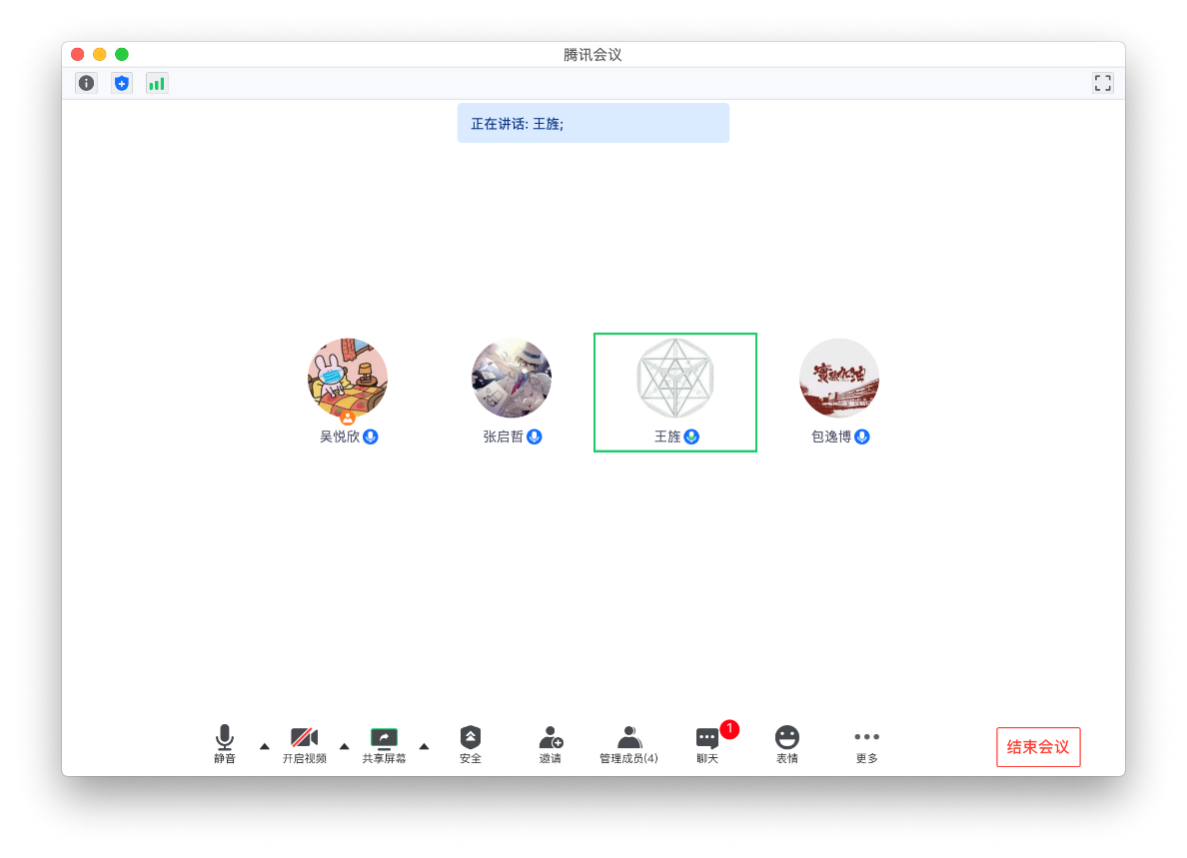 腾讯会议
正在讲话: 王旌;
吴悦欣
张启哲
王旌
包逸博
静音
开启视频
共享屏幕
安全
邀请
管理成员(4)
聊天
1
表情
更多
结束会议